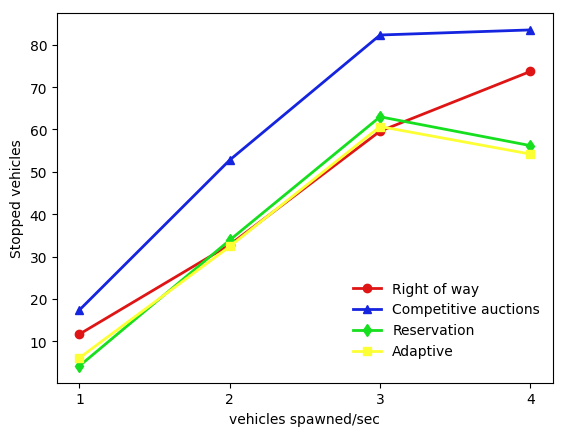 80
70
60
50
40
30
20
10
Stopped vehicles
Right of way
Competitive auctions
Reservation
Adaptive
1 2 3 4
vehicles spawned/sec